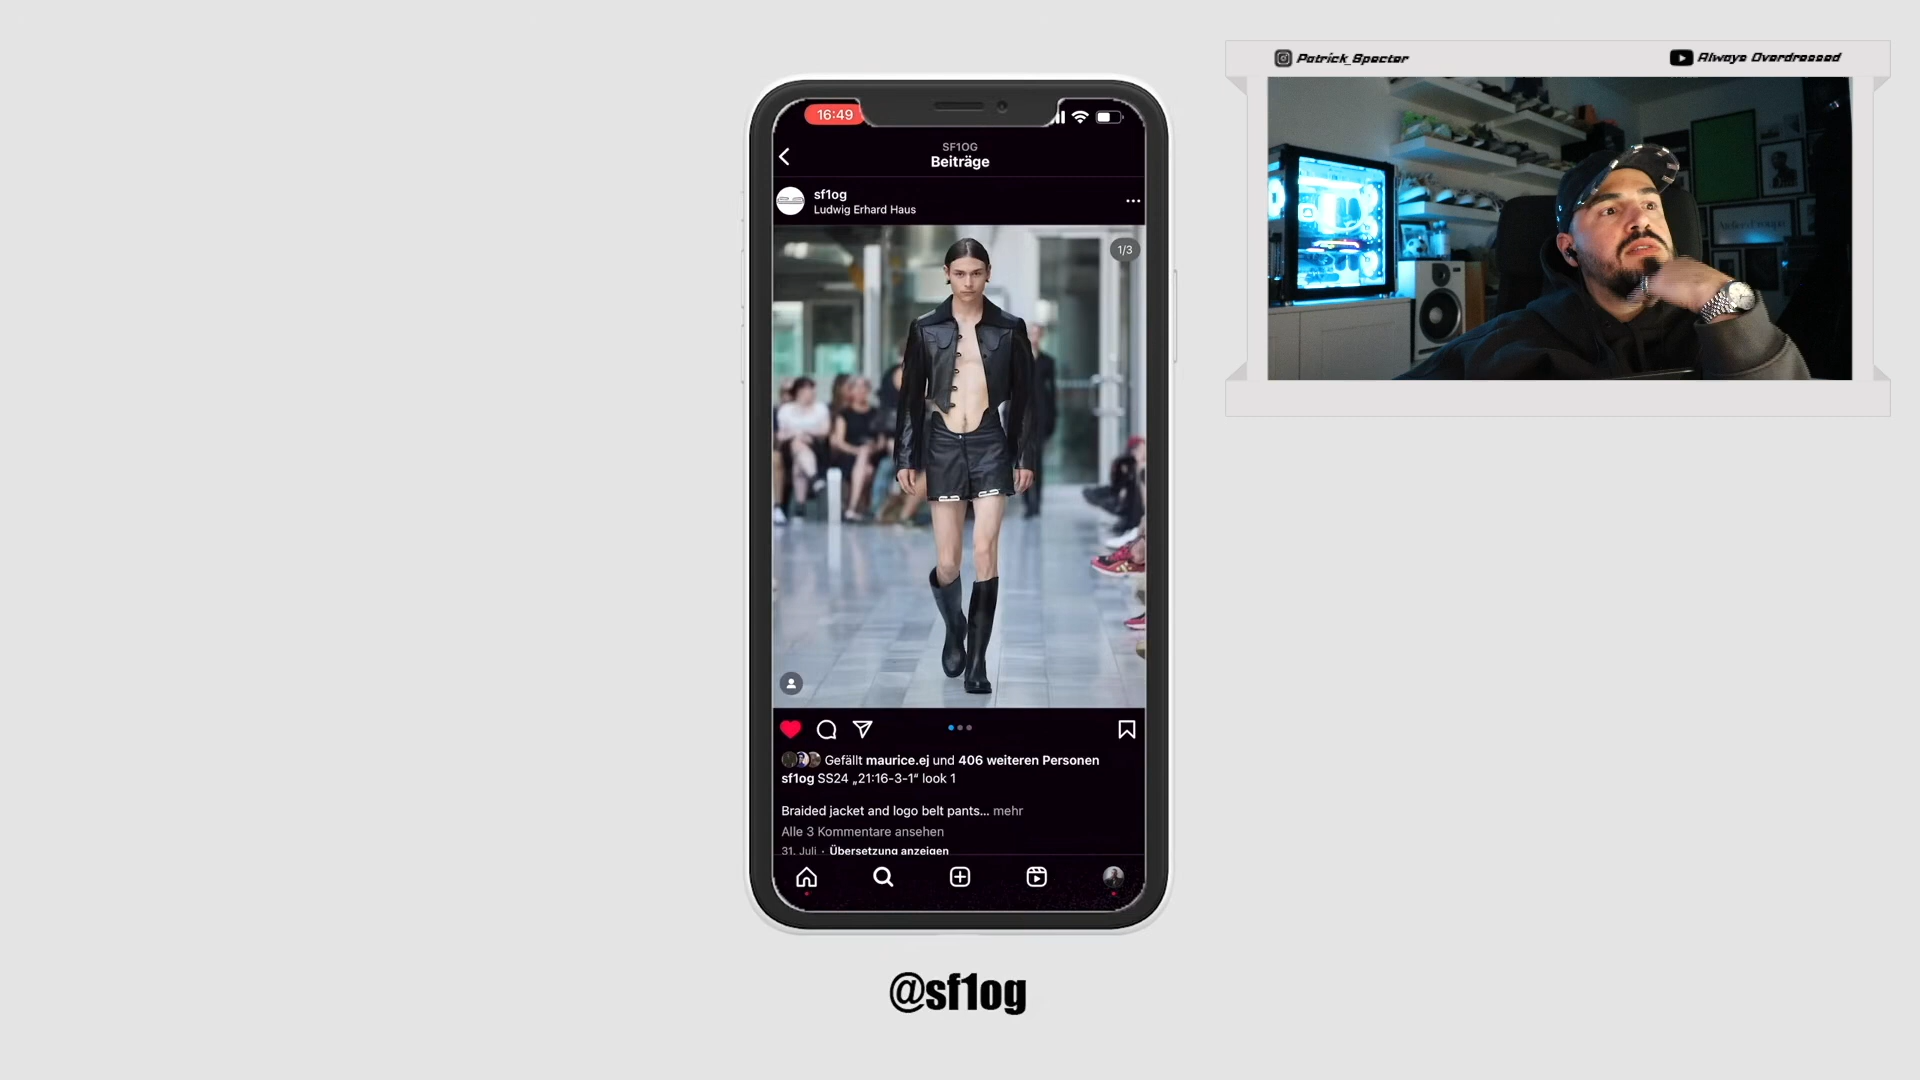 Patrick_Specter
Always Overdressed
16:49
SF1OG
Beiträge
sf1og
Ludwig Erhard Haus
1/3
Gefällt maurice.ej und 406 weiteren Personen
sf1og SS24 „21:16-3-1“ look 1
Braided jacket and logo belt pants... mehr
Alle 3 Kommentare ansehen
31. Juli · Übersetzung anzeigen
@sf1og